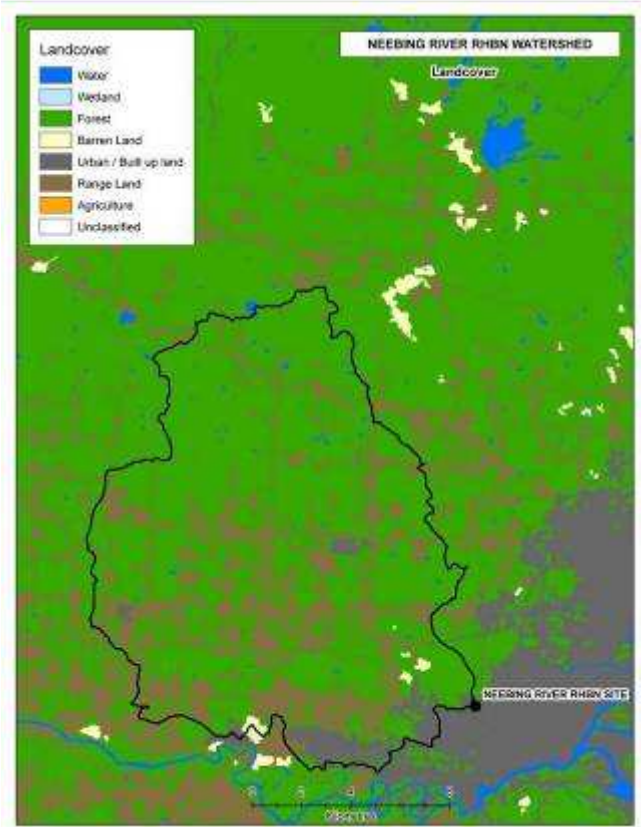 Landcover
Water
Wetland
Forest
Barren Land
Urban / Built up land
Range Land
Agriculture
Unclassified
NEEBING RIVER RHBN WATERSHED
Landcover
NEEBING RIVER RHBN SITE